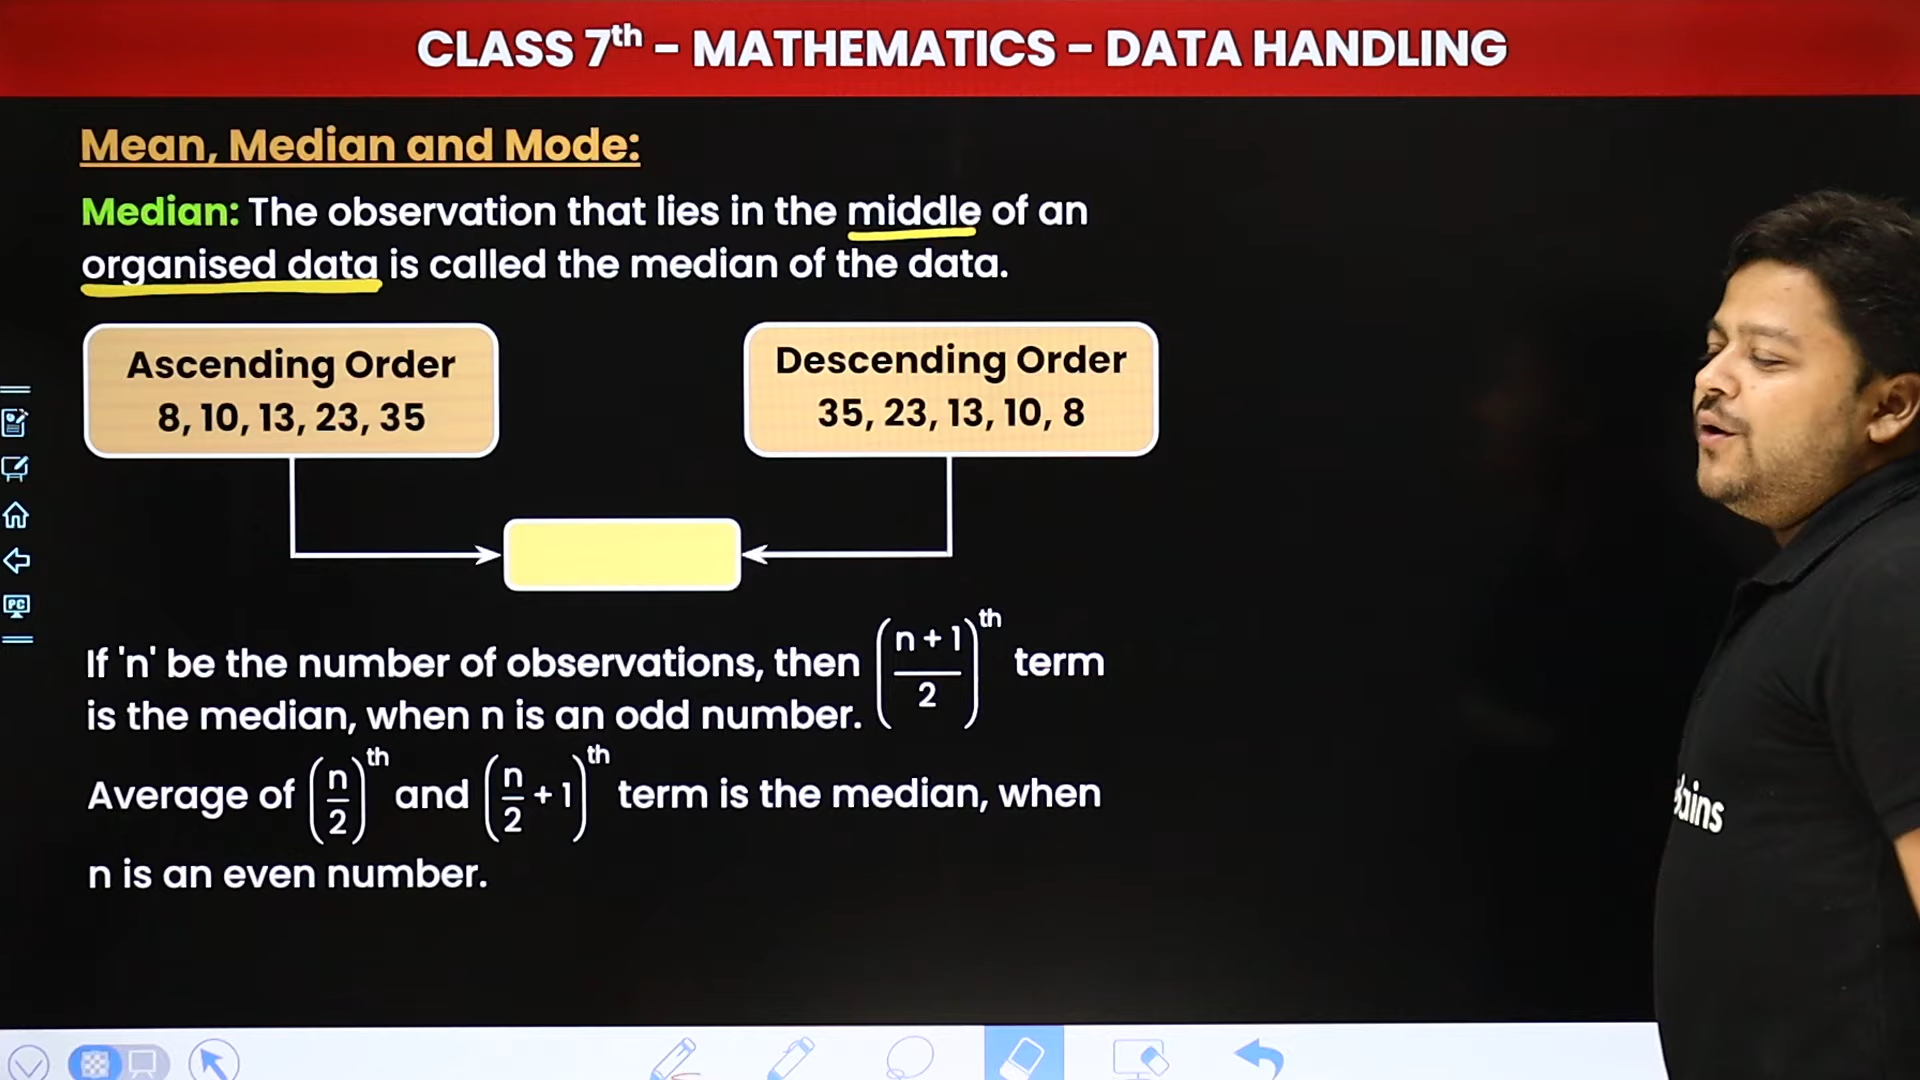 CLASS 7th – MATHEMATICS – DATA HANDLING
Mean, Median and Mode:
Median: The observation that lies in the middle of an
organised data is called the median of the data.
Ascending Order
8, 10, 13, 23, 35
Descending Order
35, 23, 13, 10, 8
If 'n' be the number of observations, then ((n + 1)/2)th term
is the median, when n is an odd number.
Average of (n/2)th and (n/2 + 1)th term is the median, when
n is an even number.
PC